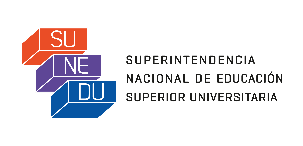 SU
NE
DU
SUPERINTENDENCIA
NACIONAL DE EDUCACIÓN
SUPERIOR UNIVERSITARIA